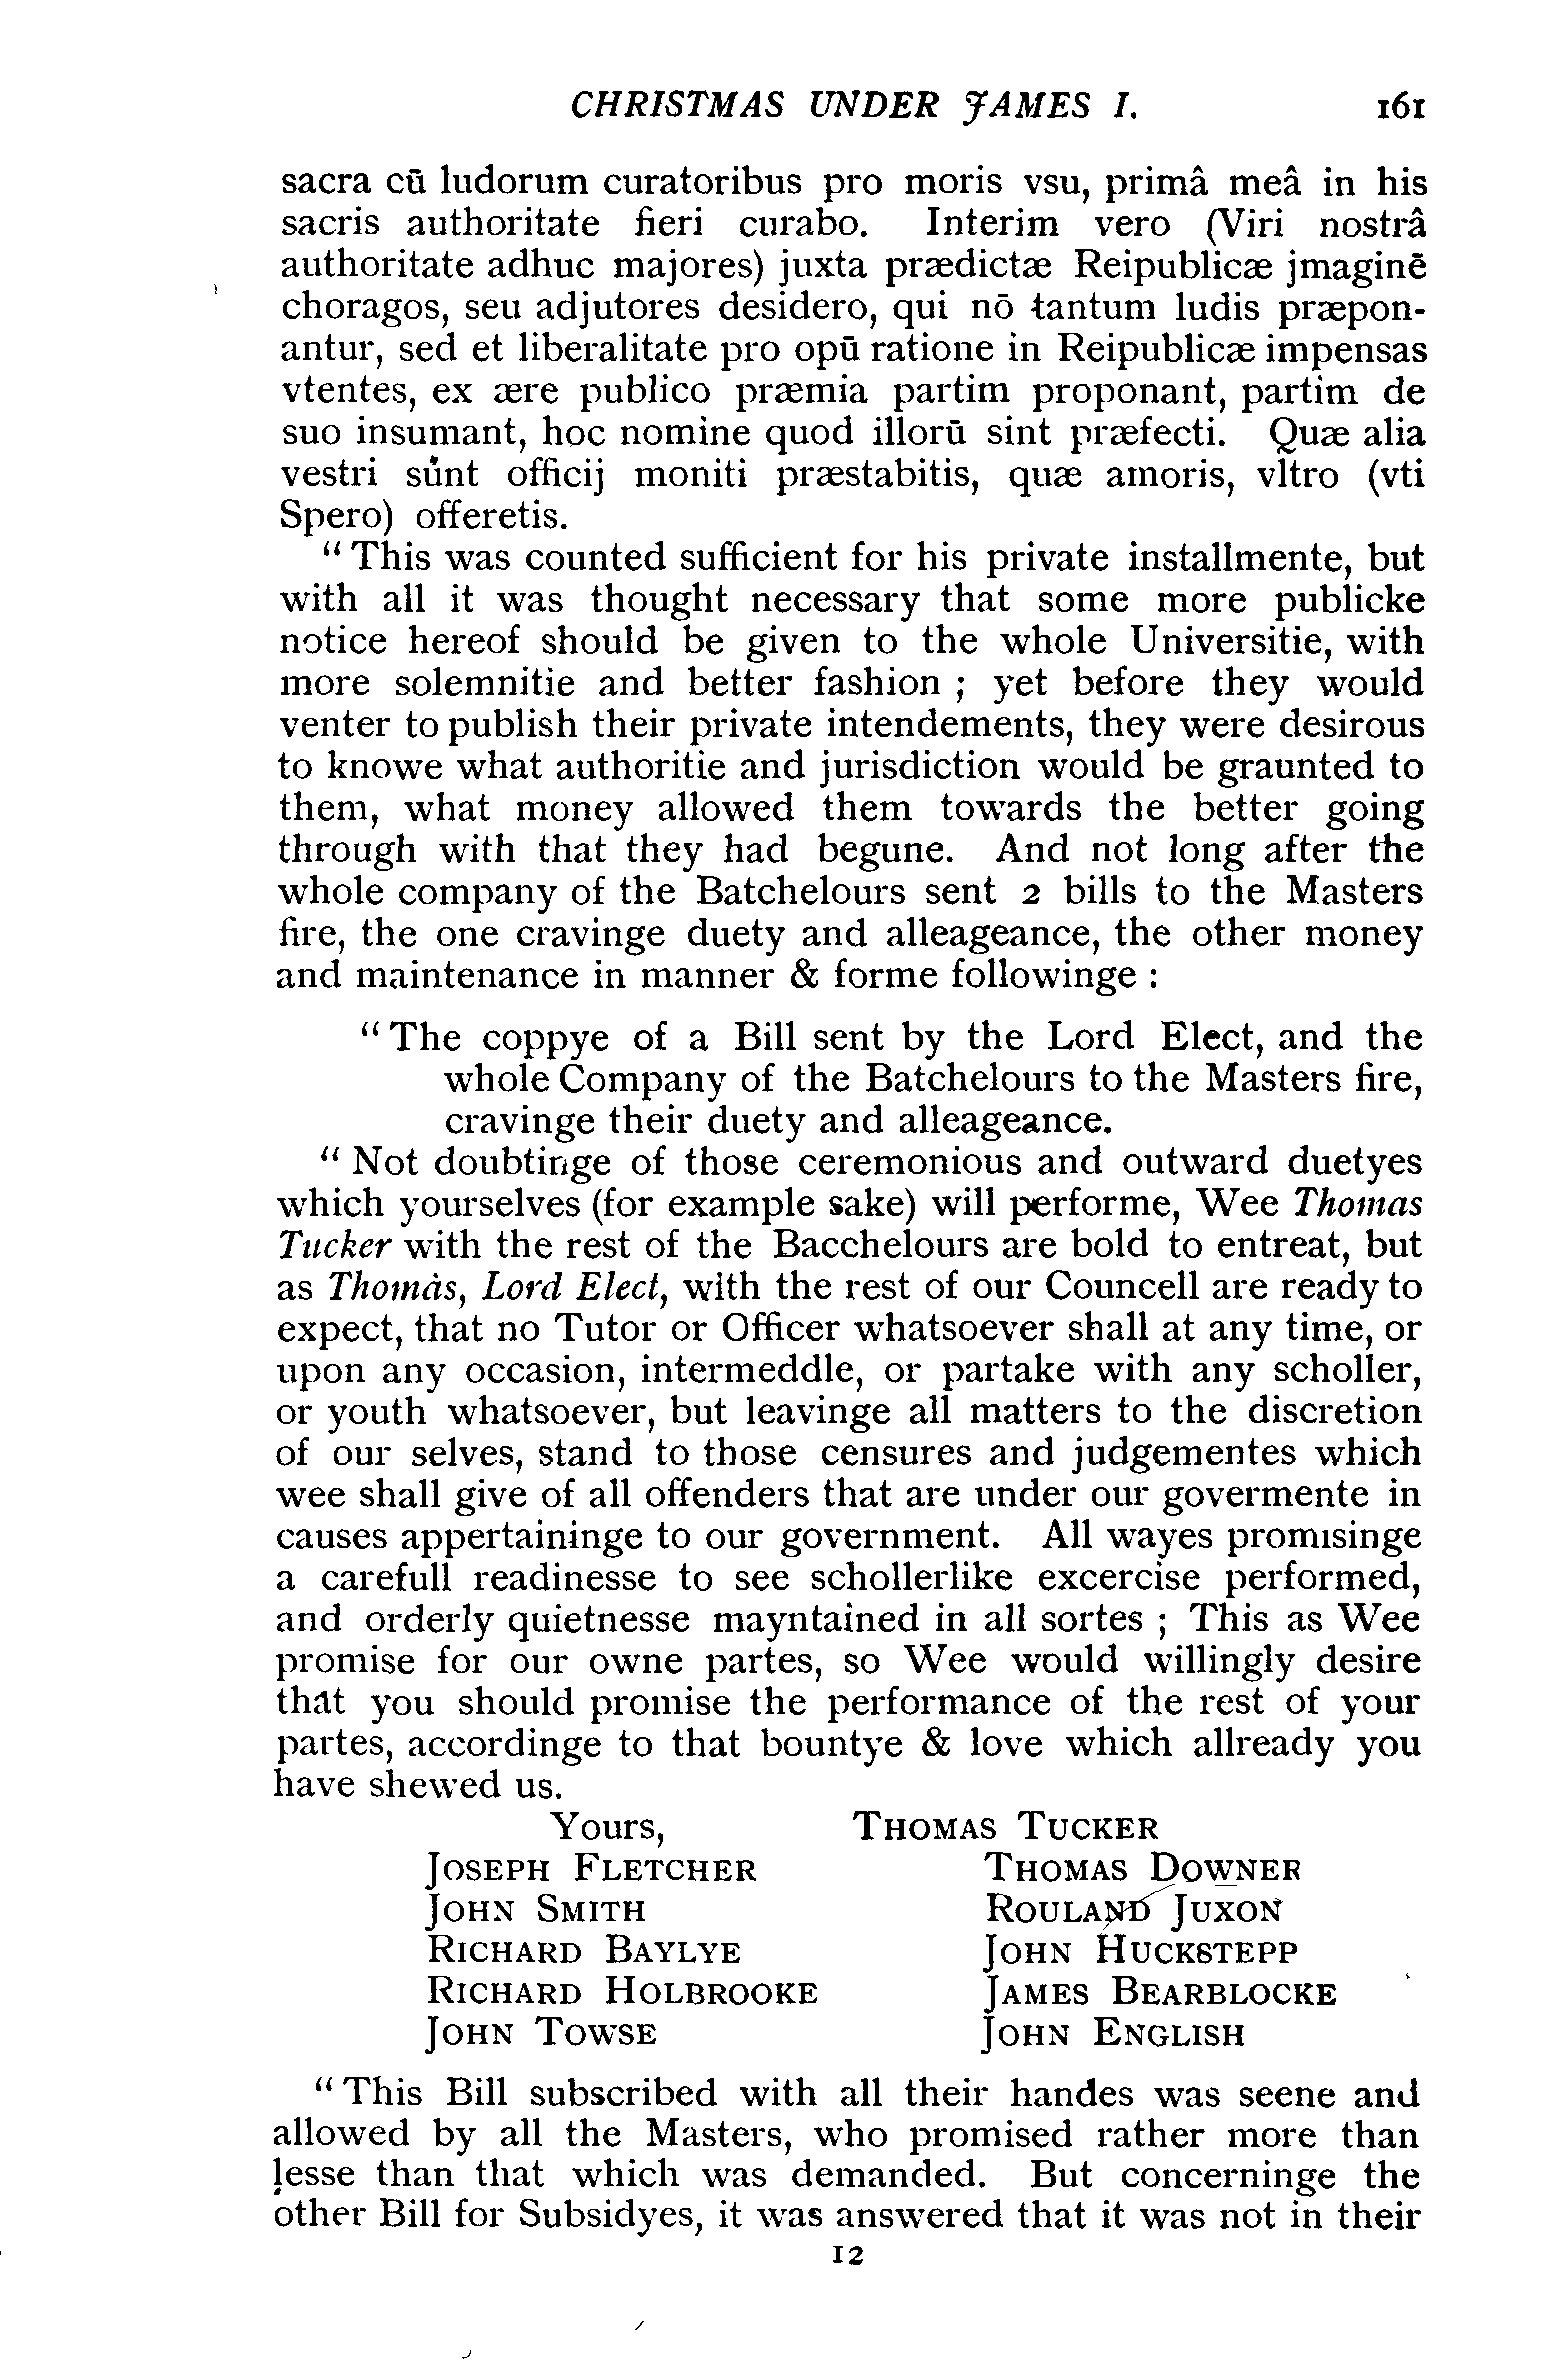 CHRISTMAS UNDER JAMES I. 161
sacra cū ludorum curatoribus pro moris vsu, primâ meâ in his
sacris authoritate fieri curabo. Interim vero (Viri nostrâ
authoritate adhuc majores) juxta prædictæ Reipublicæ jmaginē
choragos, seu adjutores desidero, qui nō tantum ludis præpon-
antur, sed et liberalitate pro opū ratione in Reipublicæ impensas
vtentes, ex ære publico præmia partim proponant, partim de
suo insumant, hoc nomine quod illorū sint præfecti. Quæ alia
vestri sunt officij moniti præstabitis, quæ amoris, vltro (vti
Spero) offeretis.
“This was counted sufficient for his private installmente, but
with all it was thought necessary that some more publicke
notice hereof should be given to the whole Universitie, with
more solemnitie and better fashion ; yet before they would
venter to publish their private intendements, they were desirous
to knowe what authoritie and jurisdiction would be graunted to
them, what money allowed them towards the better going
through with that they had begune. And not long after the
whole company of the Batchelours sent 2 bills to the Masters
fire, the one cravinge duety and alleageance, the other money
and maintenance in manner & forme followinge :
“The coppye of a Bill sent by the Lord Elect, and the
whole Company of the Batchelours to the Masters fire,
cravinge their duety and alleageance.
“Not doubtinge of those ceremonious and outward duetyes
which yourselves (for example sake) will performe, Wee Thomas
Tucker with the rest of the Bacchelours are bold to entreat, but
as Thomas, Lord Elect, with the rest of our Councell are ready to
expect, that no Tutor or Officer whatsoever shall at any time, or
upon any occasion, intermeddle, or partake with any scholler,
or youth whatsoever, but leavinge all matters to the discretion
of our selves, stand to those censures and judgementes which
wee shall give of all offenders that are under our govermente in
causes appertaininge to our government. All wayes promisinge
a carefull readinesse to see schollerlike excercise performed,
and orderly quietnesse mayntained in all sortes ; This as Wee
promise for our owne partes, so Wee would willingly desire
that you should promise the performance of the rest of your
partes, accordinge to that bountye & love which allready you
have shewed us.
Yours, THOMAS TUCKER
JOSEPH FLETCHER THOMAS DOWNER
JOHN SMITH ROULAND JUXON
RICHARD BAYLYE JOHN HUCKSTEPP
RICHARD HOLBROOKE JAMES BEARBLOCKE
JOHN TOWSE JOHN ENGLISH
“This Bill subscribed with all their handes was seene and
allowed by all the Masters, who promised rather more than
lesse than that which was demanded. But concerninge the
other Bill for Subsidyes, it was answered that it was not in their
12